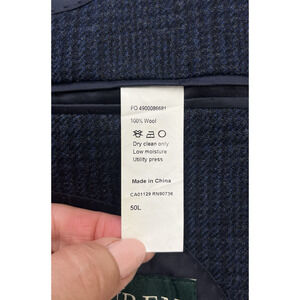 PO 4900086681
100% Wool
Dry clean only
Low moisture
Utility press
Made in China
CA01129 RN90736
50L